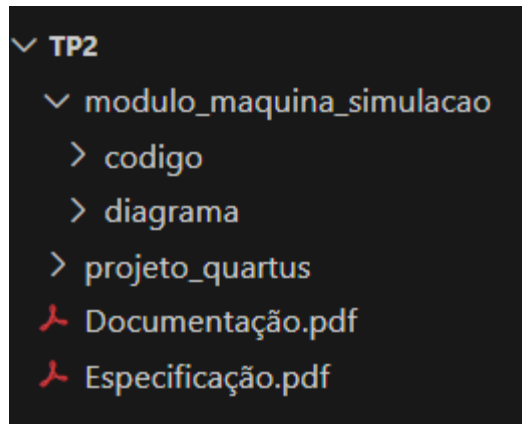 TP2
modulo_maquina_simulacao
codigo
diagrama
projeto_quartus
Documentação.pdf
Especificação.pdf